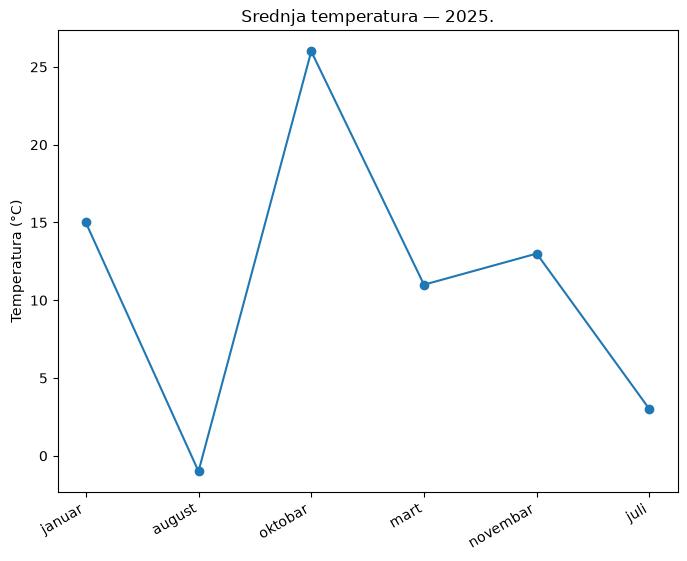 Srednja temperatura — 2025.
Temperatura (°C)
25
20
15
10
5
0
januar
august
oktobar
mart
novembar
juli